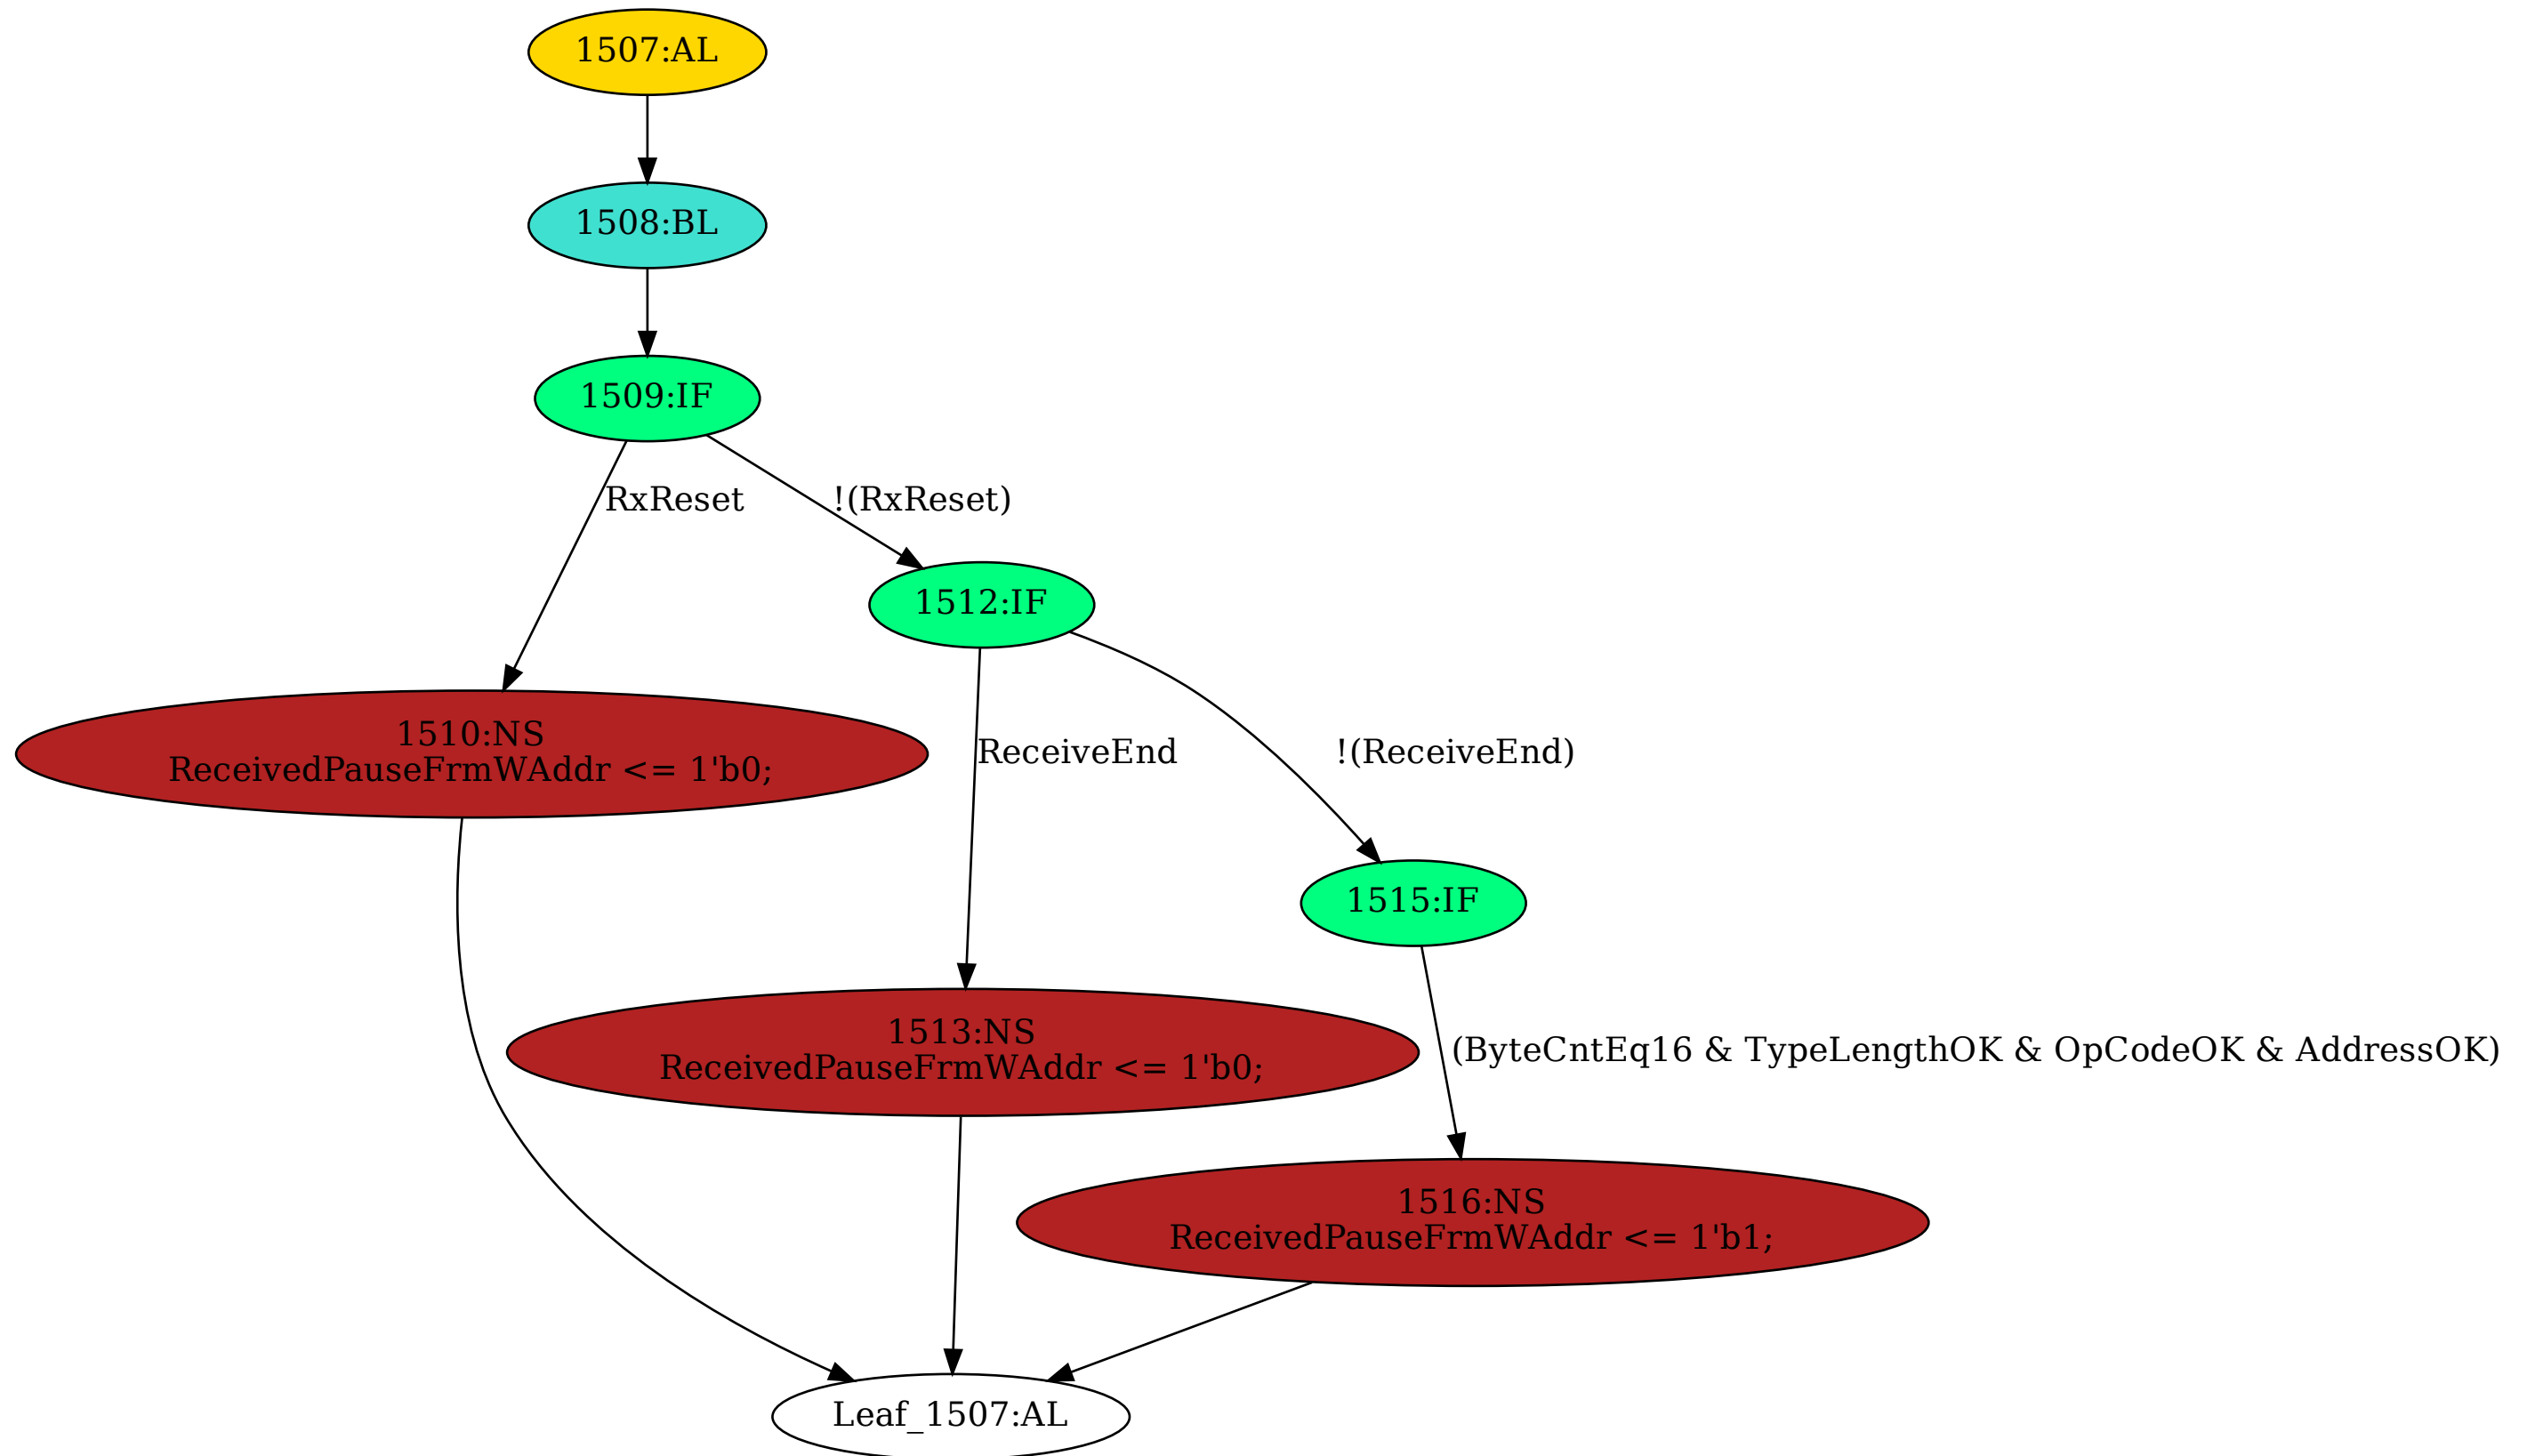 1507:AL
1508:BL
1509:IF
RxReset
!(RxReset)
1512:IF
1510:NS
ReceivedPauseFrmWAddr <= 1'b0;
ReceiveEnd
!(ReceiveEnd)
1515:IF
1513:NS
ReceivedPauseFrmWAddr <= 1'b0;
(ByteCntEq16 & TypeLengthOK & OpCodeOK & AddressOK)
1516:NS
ReceivedPauseFrmWAddr <= 1'b1;
Leaf_1507:AL